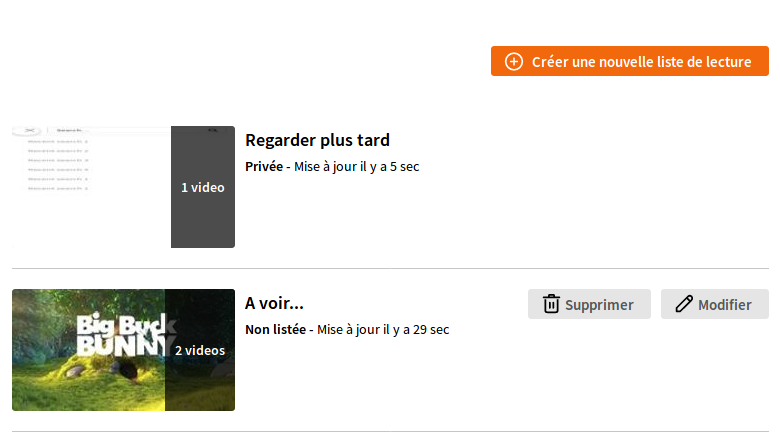 Créer une nouvelle liste de lecture
Regarder plus tard
Privée - Mise à jour il y a 5 sec
1 video
A voir...
Supprimer
Modifier
Non listée - Mise à jour il y a 29 sec
Big Buck
BUNNY
2 videos